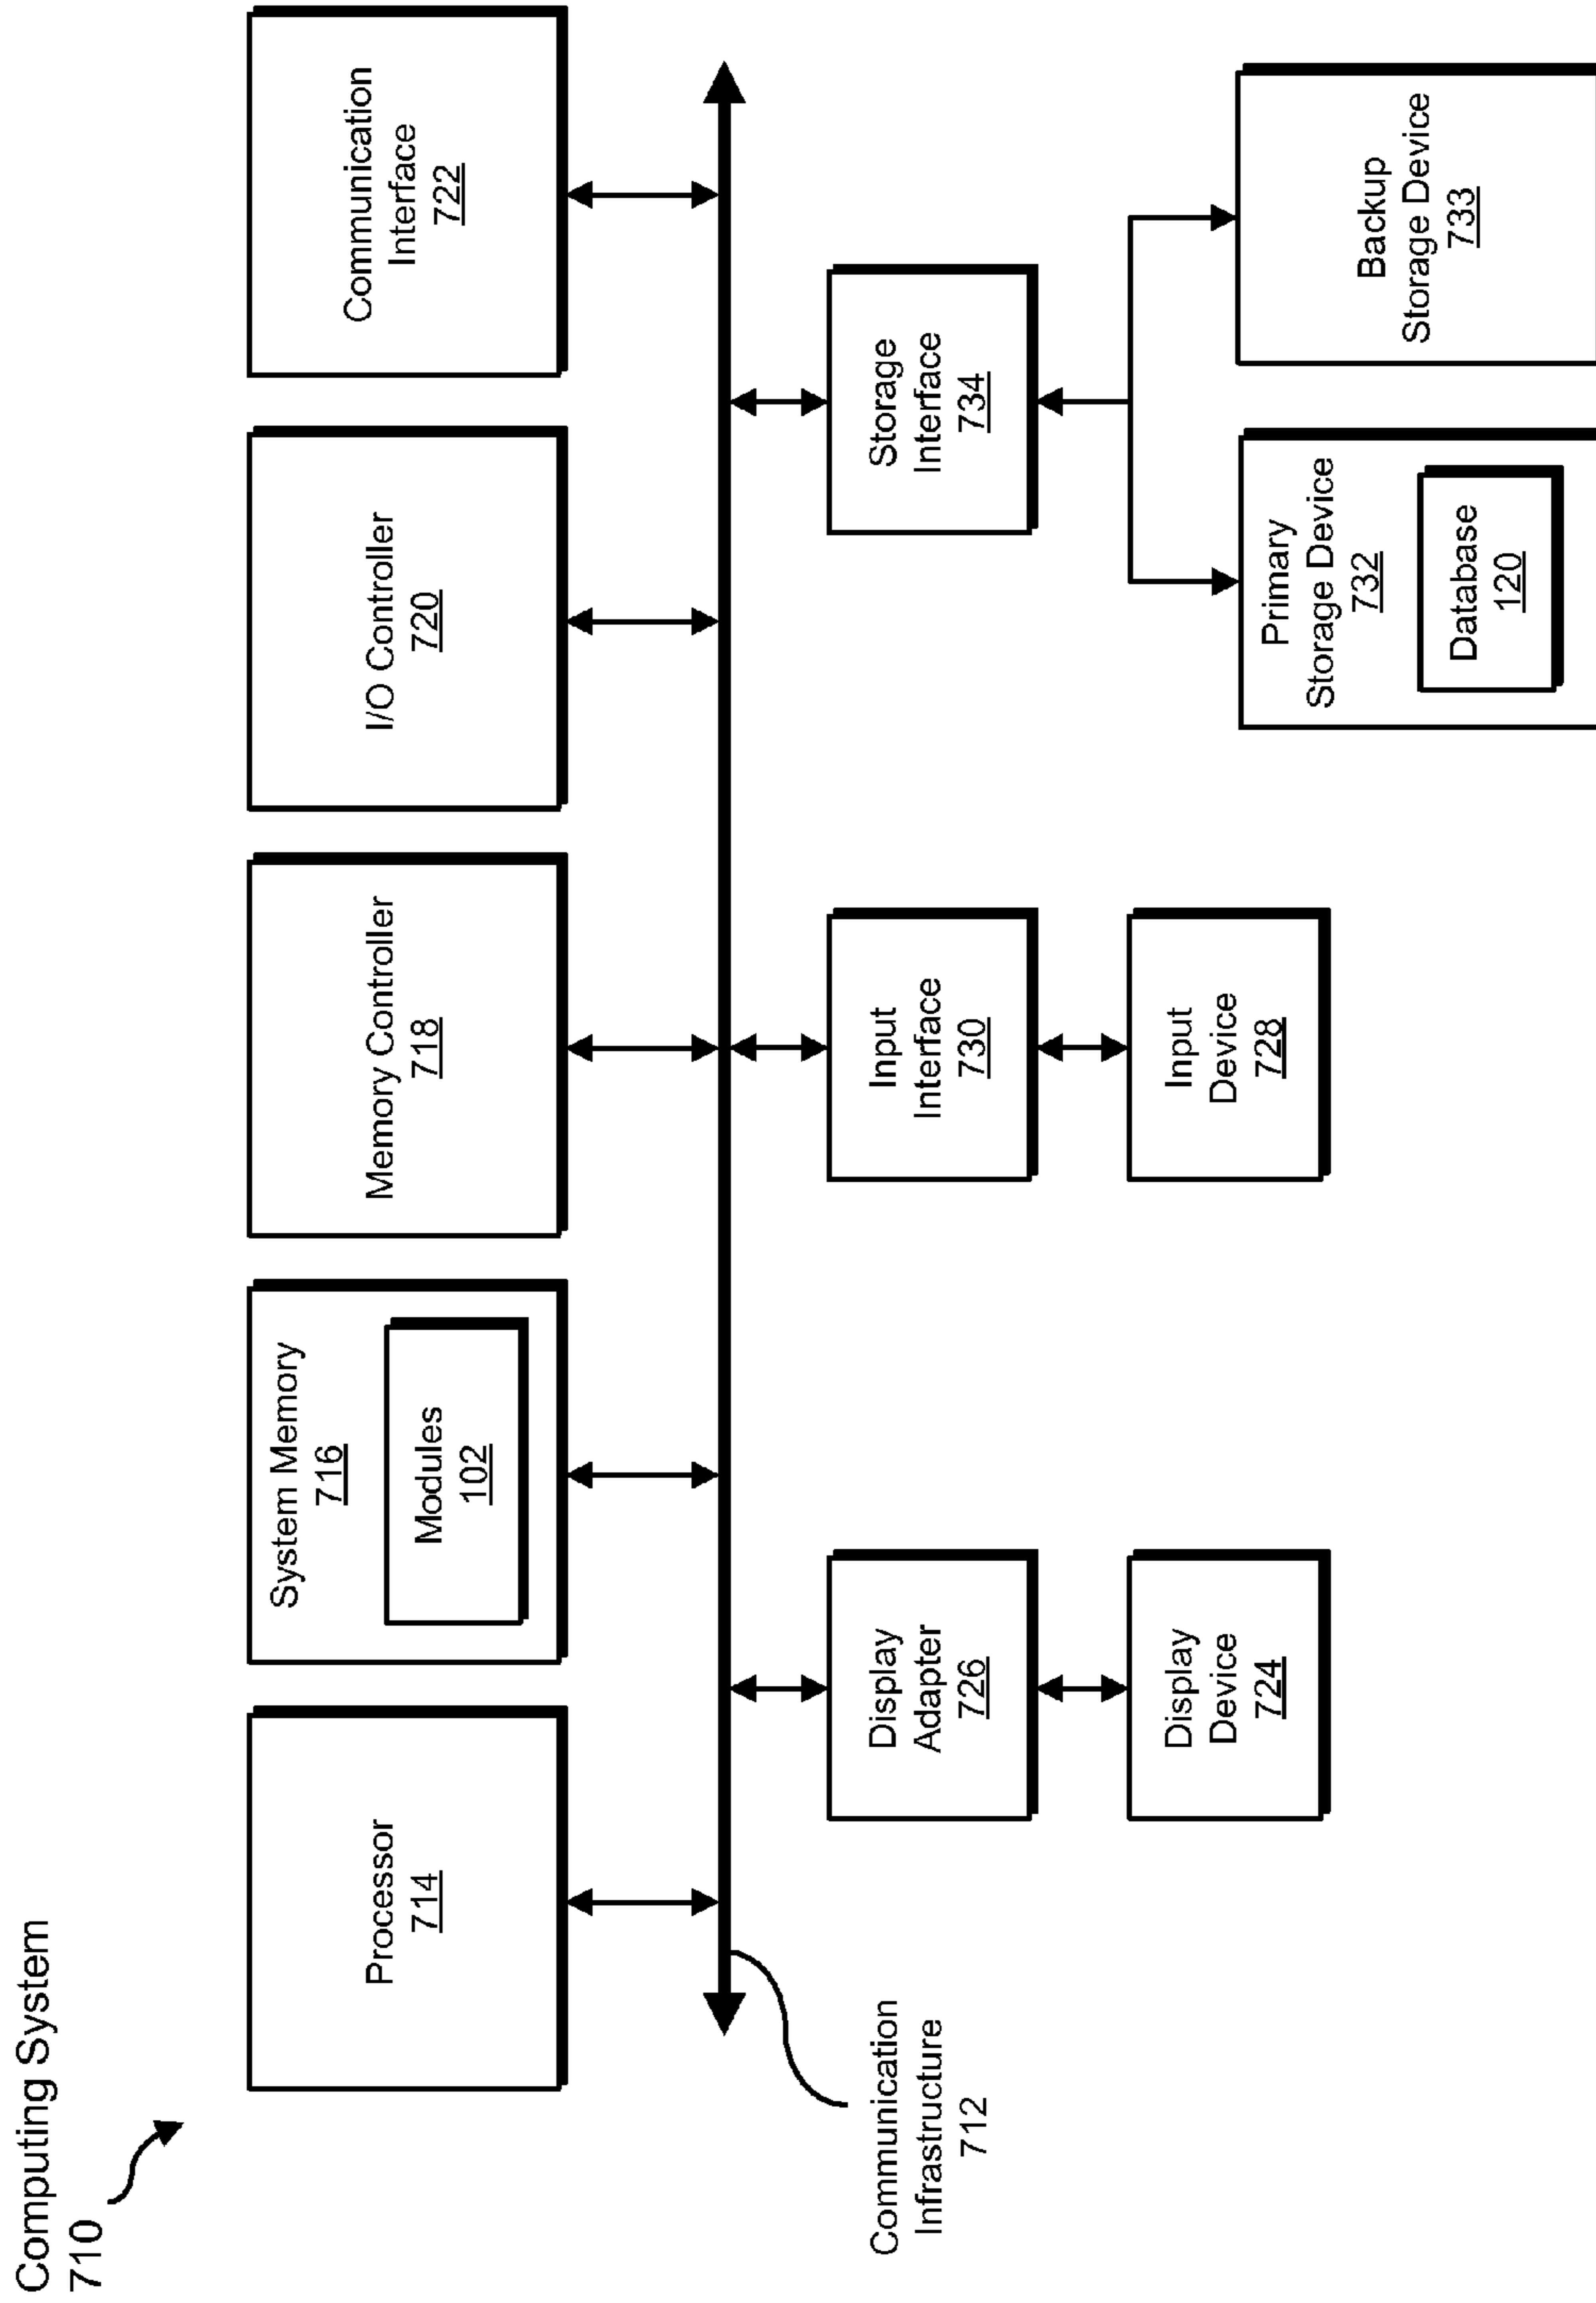 Computing System
710
Processor
714
System Memory
716
Modules
102
Memory Controller
718
I/O Controller
720
Communication
Interface
722
Communication
Infrastructure
712
Display
Adapter
726
Display
Device
724
Input
Interface
730
Input
Device
728
Storage
Interface
734
Primary
Storage Device
732
Database
120
Backup
Storage Device
733